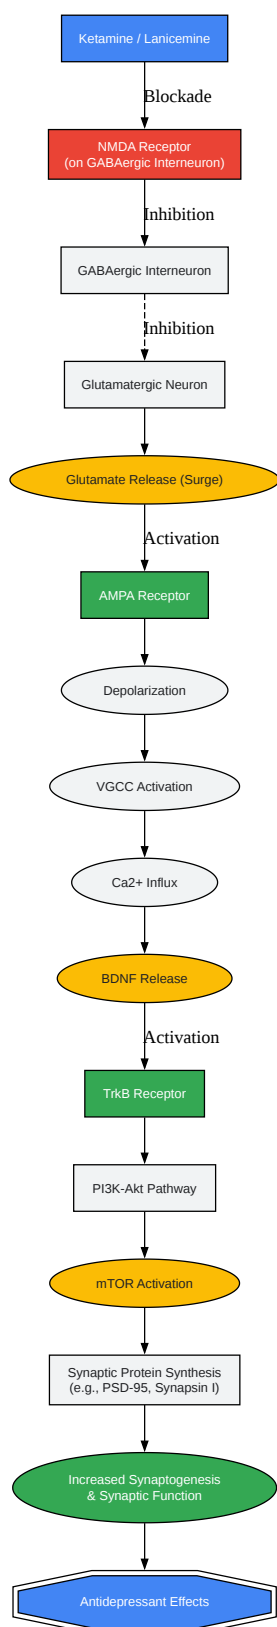 Ketamine / Lanicemine
Blockade
NMDA Receptor
(on GABAergic Interneuron)
Inhibition
GABAergic Interneuron
Inhibition
Glutamatergic Neuron
Glutamate Release (Surge)
Activation
AMPA Receptor
Depolarization
VGCC Activation
Ca2+ Influx
BDNF Release
Activation
TrkB Receptor
PI3K-Akt Pathway
mTOR Activation
Synaptic Protein Synthesis
(e.g., PSD-95, Synapsin I)
Increased Synaptogenesis
& Synaptic Function
Antidepressant Effects